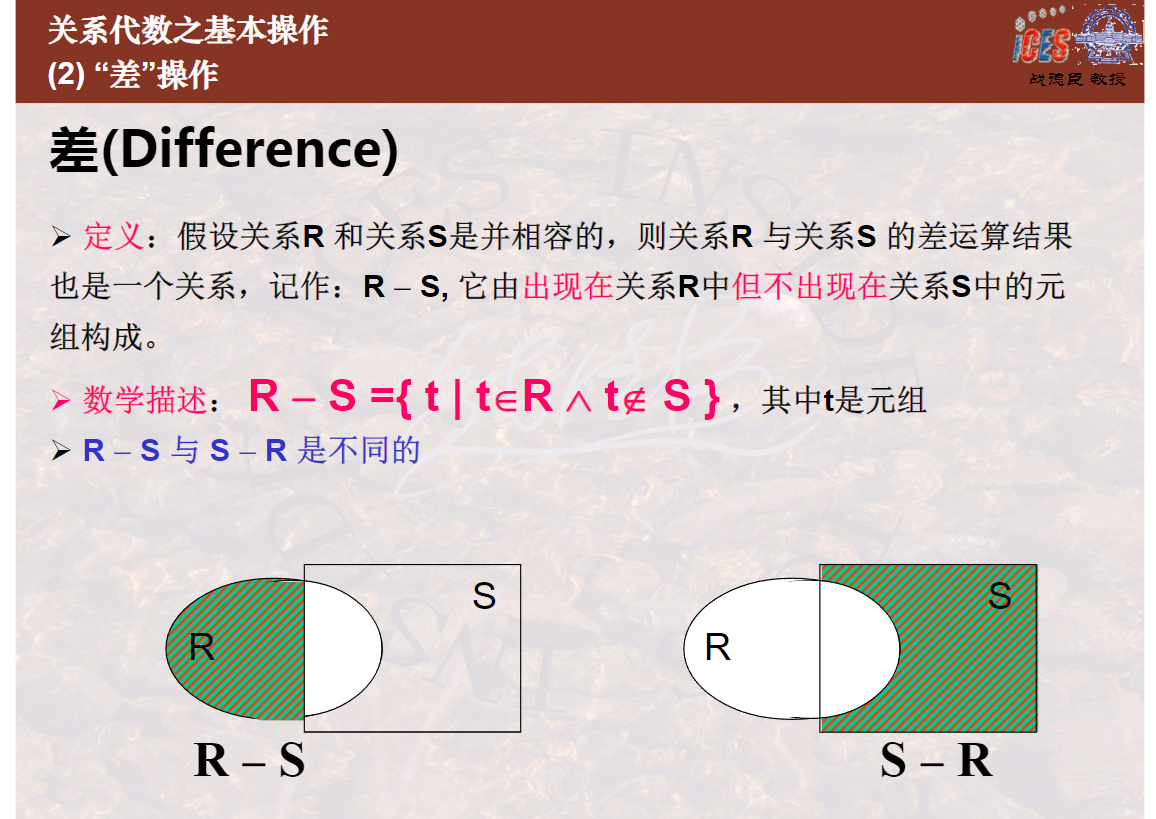 关系代数之基本操作
(2) “差”操作
iCES
战德臣 教授
差(Difference)
➢ 定义：假设关系R 和关系S是并相容的，则关系R 与关系S 的差运算结果
也是一个关系，记作：R – S, 它由出现在关系R中但不出现在关系S中的元
组构成。
➢ 数学描述： R – S ={ t | t∈R ∧ t∉ S } ，其中t是元组
➢ R – S 与 S – R 是不同的
S
R
R – S
S
R
S – R